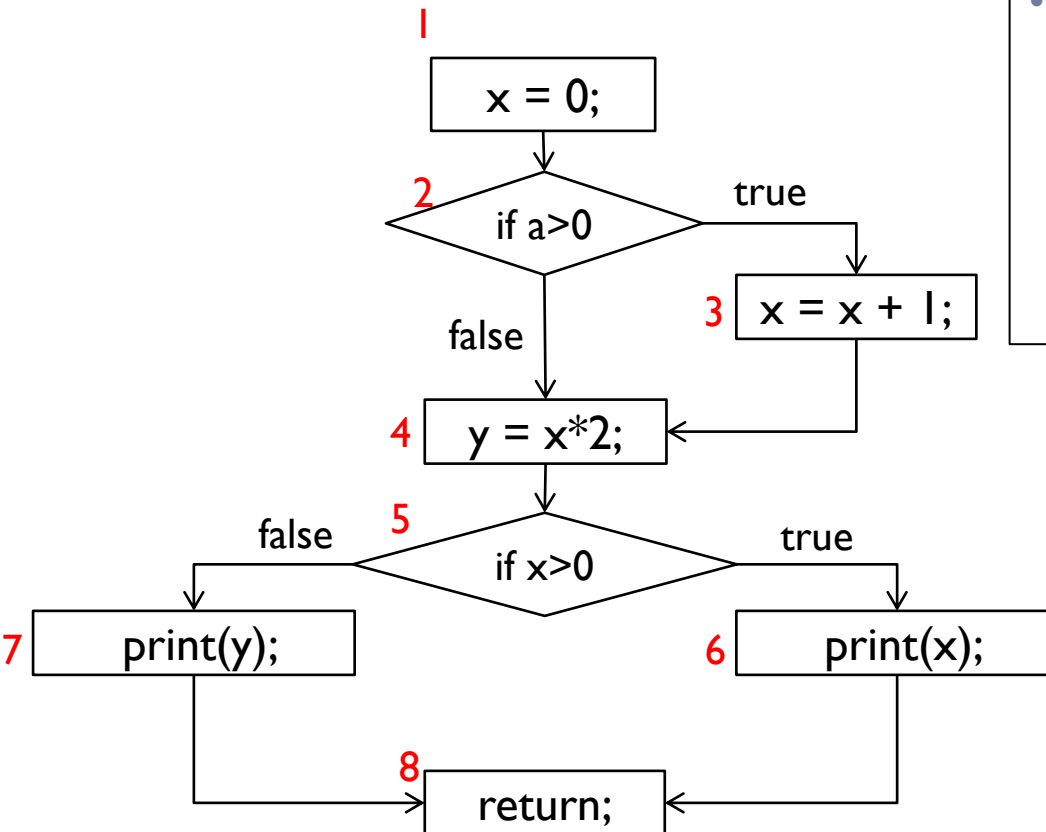 1
x = 0;
2
if a>0
true
3
x = x + 1;
false
4
y = x*2;
5
false
if x>0
true
7
print(y);
6
print(x);
8
return;